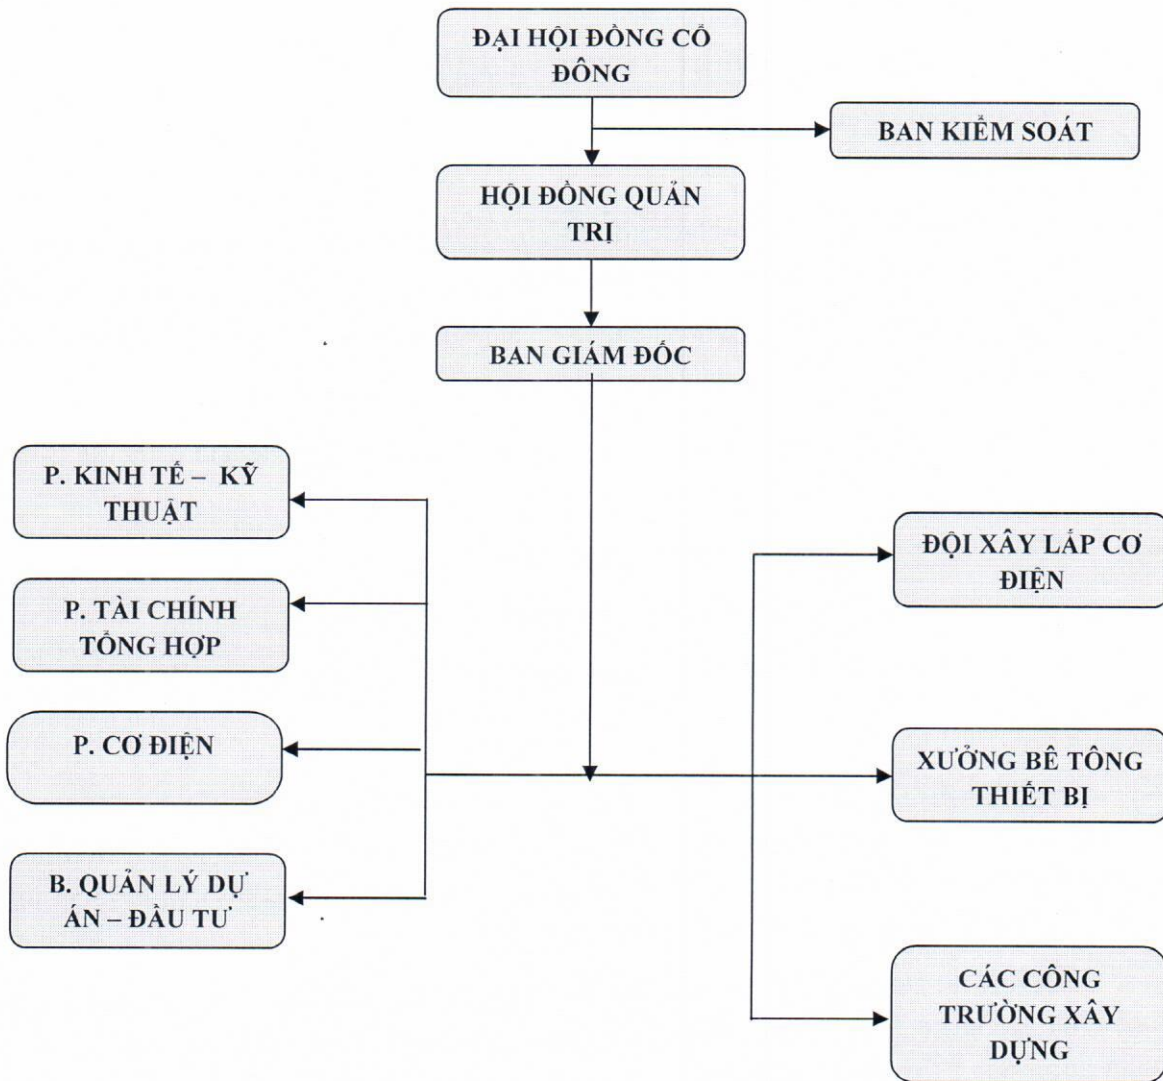 ĐẠI HỘI ĐỒNG CỔ
ĐÔNG
BAN KIỂM SOÁT
HỘI ĐỒNG QUẢN
TRỊ
BAN GIÁM ĐỐC
P. KINH TẾ – KỸ
THUẬT
P. TÀI CHÍNH
TỔNG HỢP
P. CƠ ĐIỆN
B. QUẢN LÝ DỰ
ÁN – ĐẦU TƯ
ĐỘI XÂY LẮP CƠ
ĐIỆN
XƯỞNG BÊ TÔNG
THIẾT BỊ
CÁC CÔNG
TRƯỜNG XÂY
DỰNG